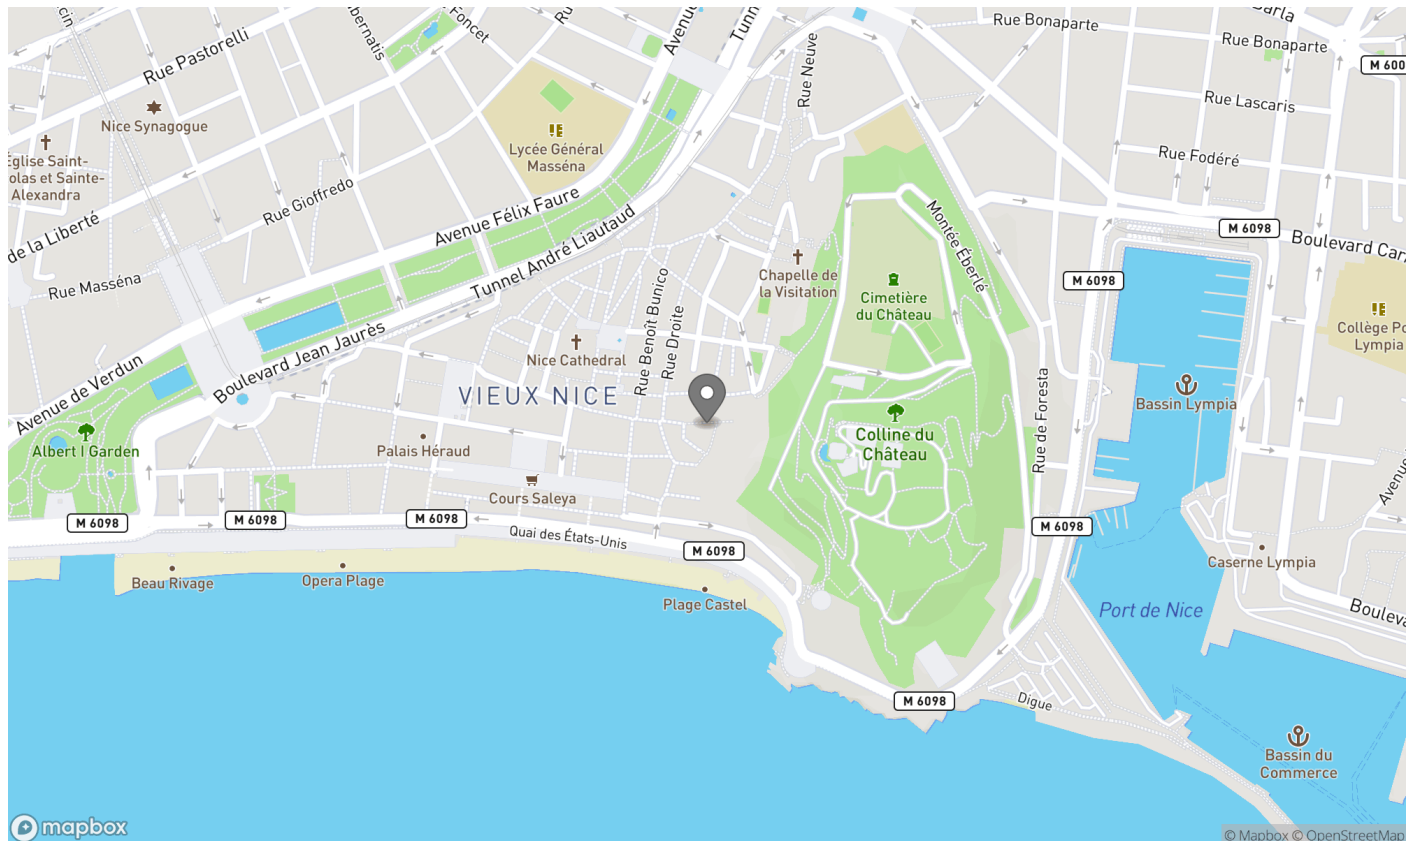 Rue Bonaparte
Rue Bonaparte
Rue Pastorelli
Foncet
Avenue
Rue Neuve
M 600
Nice Synagogue
Rue Lascaris
Lycée Général
Masséna
Rue Fodéré
Église Saint-
olas et Sainte-
Alexandra
Rue Gioffredo
Avenue Félix Faure
Tunnel André Liautaud
Montée Éberlé
M 6098
Boulevard Car
de la Liberté
Rue Masséna
Chapelle de
la Visitation
Cimetière
du Château
M 6098
Collège Po
Lympia
Rue Benoît Bunico
Rue Droite
Nice Cathedral
Avenue de Verdun
Boulevard Jean Jaurès
VIEUX NICE
Bassin Lympia
Albert I Garden
Palais Héraud
Colline du
Château
Rue de Foresta
Avenue
Cours Saleya
M 6098
M 6098
M 6098
Quai des États-Unis
M 6098
M 6098
Beau Rivage
Opera Plage
Plage Castel
Caserne Lympia
Port de Nice
Boulev
M 6098
Digue
Bassin du
Commerce
mapbox
© Mapbox © OpenStreetMap